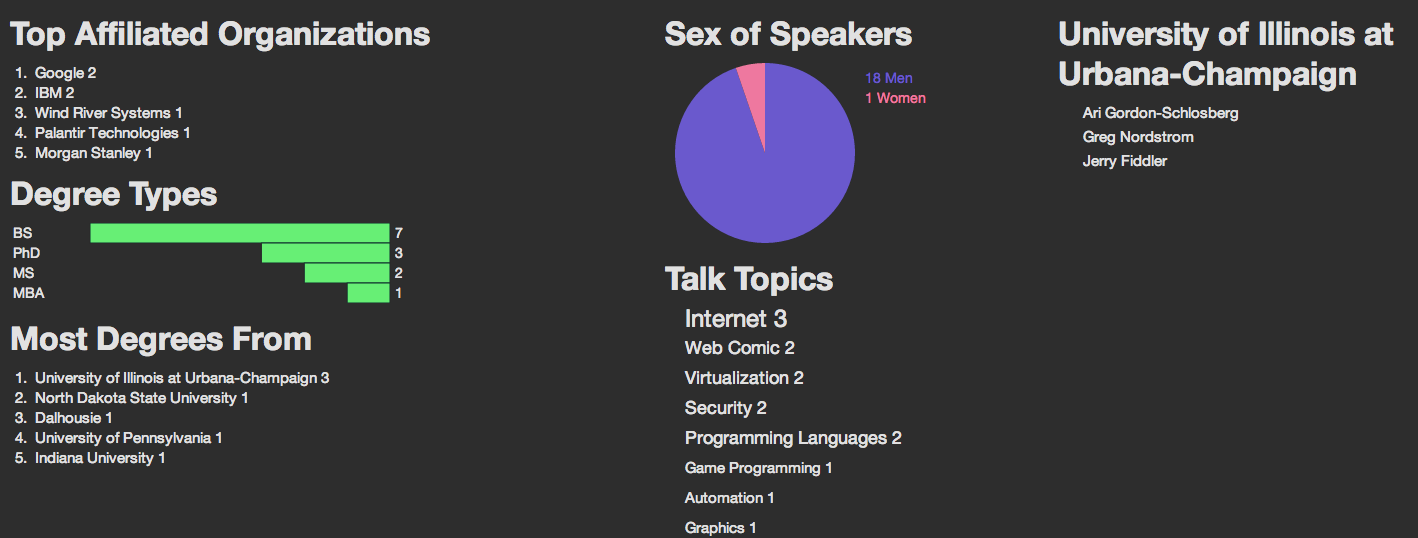 Top Affiliated Organizations
1. Google 2
2. IBM 2
3. Wind River Systems 1
4. Palantir Technologies 1
5. Morgan Stanley 1
Degree Types
BS 7
PhD 3
MS 2
MBA 1
Most Degrees From
1. University of Illinois at Urbana-Champaign 3
2. North Dakota State University 1
3. Dalhousie 1
4. University of Pennsylvania 1
5. Indiana University 1
Sex of Speakers
18 Men
1 Women
Talk Topics
Internet 3
Web Comic 2
Virtualization 2
Security 2
Programming Languages 2
Game Programming 1
Automation 1
Graphics 1
University of Illinois at
Urbana-Champaign
Ari Gordon-Schlosberg
Greg Nordstrom
Jerry Fiddler